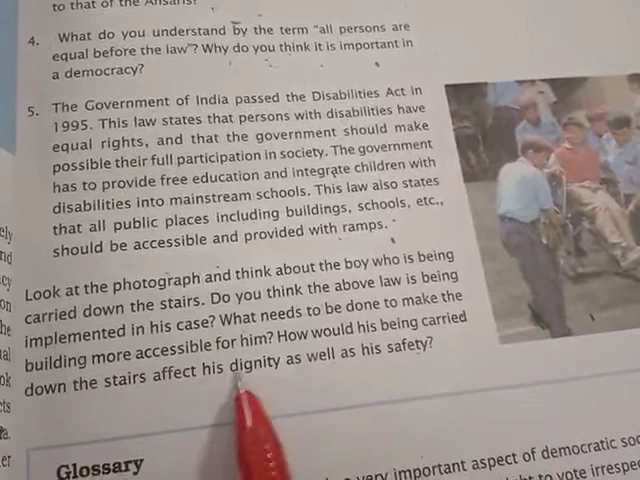 to that of the Ansaris?
4. What do you understand by the term "all persons are
equal before the law"? Why do you think it is important in
a democracy?
5. The Government of India passed the Disabilities Act in
1995. This law states that persons with disabilities have
equal rights, and that the government should make
possible their full participation in society. The government
has to provide free education and integrate children with
disabilities into mainstream schools. This law also states
that all public places including buildings, schools, etc.,
should be accessible and provided with ramps.
Look at the photograph and think about the boy who is being
carried down the stairs. Do you think the above law is being
implemented in his case? What needs to be done to make the
building more accessible for him? How would his being carried
down the stairs affect his dignity as well as his safety?
Glossary
very important aspect of democratic
to vote